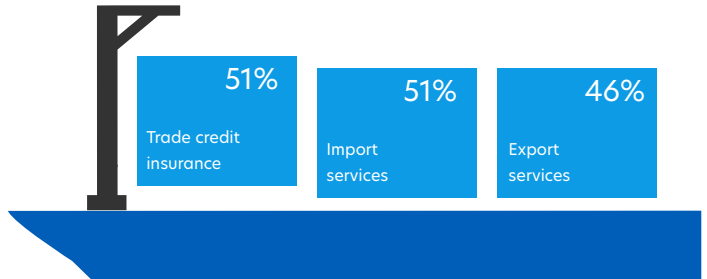 51%
Trade credit
insurance
51%
Import
services
46%
Export
services